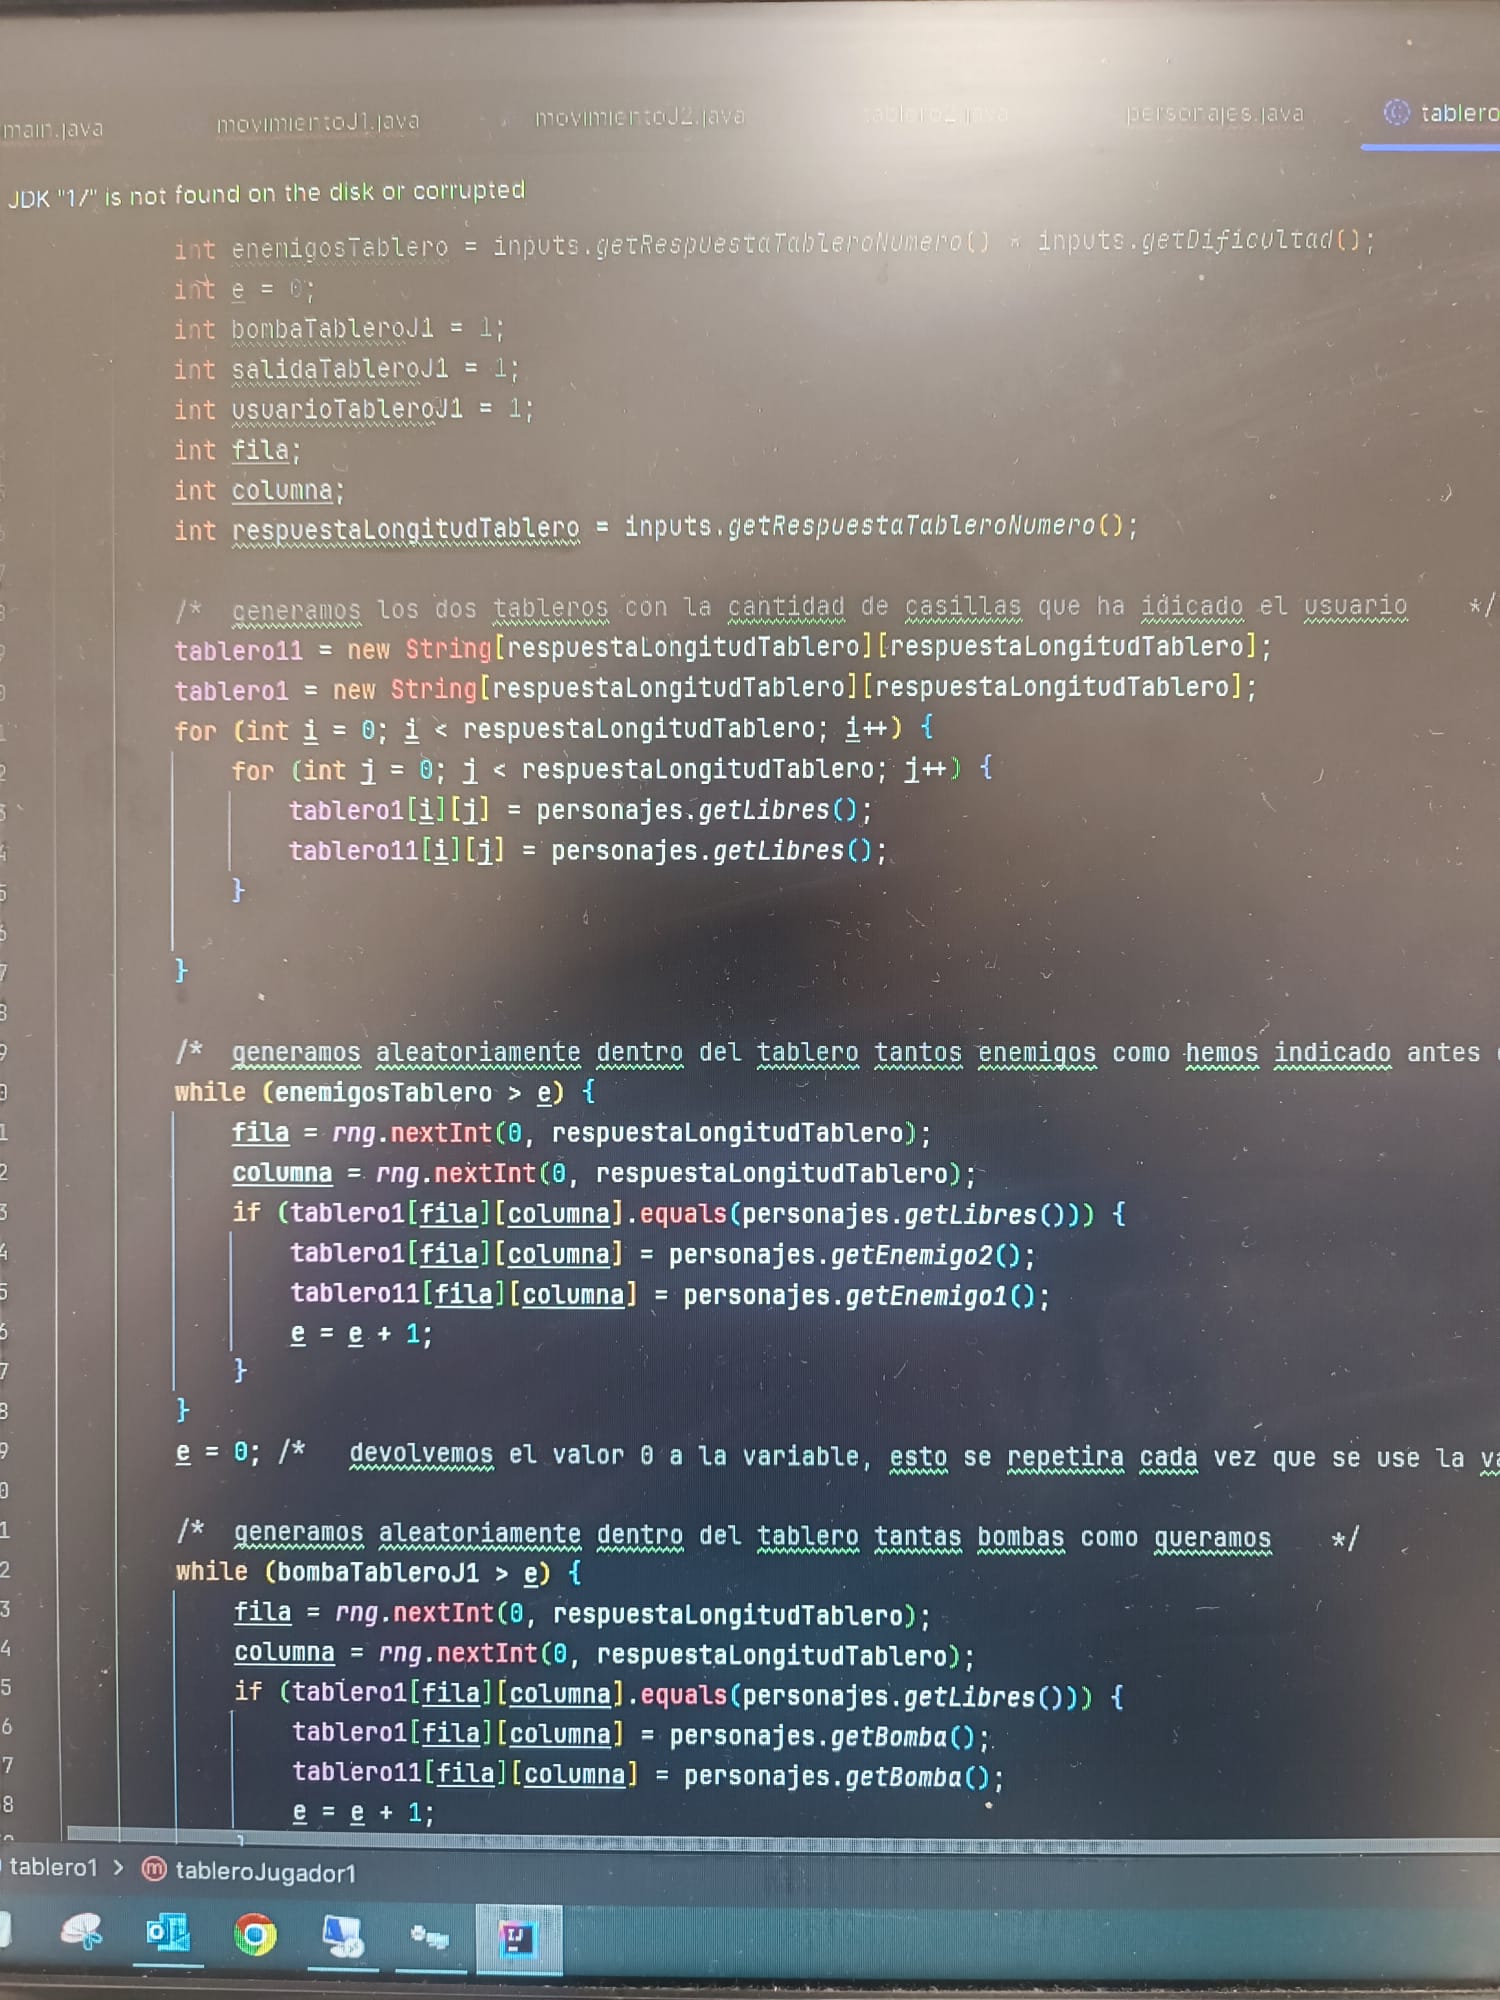 main.java movimientoJ1.java movimientoJ2.java tablero2.java personajes.java tablero
JDK "17" is not found on the disk or corrupted
int enemigosTablero = inputs.getRespuestaTableroNumero() * inputs.getDificultad();
int e = 0;
int bombaTableroJ1 = 1;
int salidaTableroJ1 = 1;
int usuarioTableroJ1 = 1;
int fila;
int columna;
int respuestaLongitudTablero = inputs.getRespuestaTableroNumero();
/* generamos los dos tableros con la cantidad de casillas que ha idicado el usuario */
tablero11 = new String[respuestaLongitudTablero][respuestaLongitudTablero];
tablero1 = new String[respuestaLongitudTablero][respuestaLongitudTablero];
for (int i = 0; i < respuestaLongitudTablero; i++) {
for (int j = 0; j < respuestaLongitudTablero; j++) {
tablero1[i][j] = personajes.getLibres();
tablero11[i][j] = personajes.getLibres();
}
}
/* generamos aleatoriamente dentro del tablero tantos enemigos como hemos indicado antes
while (enemigosTablero > e) {
fila = rng.nextInt(0, respuestaLongitudTablero);
columna = rng.nextInt(0, respuestaLongitudTablero);
if (tablero1[fila][columna].equals(personajes.getLibres())) {
tablero1[fila][columna] = personajes.getEnemigo2();
tablero11[fila][columna] = personajes.getEnemigo1();
e = e + 1;
}
}
e = 0; /* devolvemos el valor 0 a la variable, esto se repetira cada vez que se use la va
/* generamos aleatoriamente dentro del tablero tantas bombas como queramos */
while (bombaTableroJ1 > e) {
fila = rng.nextInt(0, respuestaLongitudTablero);
columna = rng.nextInt(0, respuestaLongitudTablero);
if (tablero1[fila][columna].equals(personajes.getLibres())) {
tablero1[fila][columna] = personajes.getBomba();
tablero11[fila][columna] = personajes.getBomba();
e = e + 1;
tablero1 > m tableroJugador1
IJ